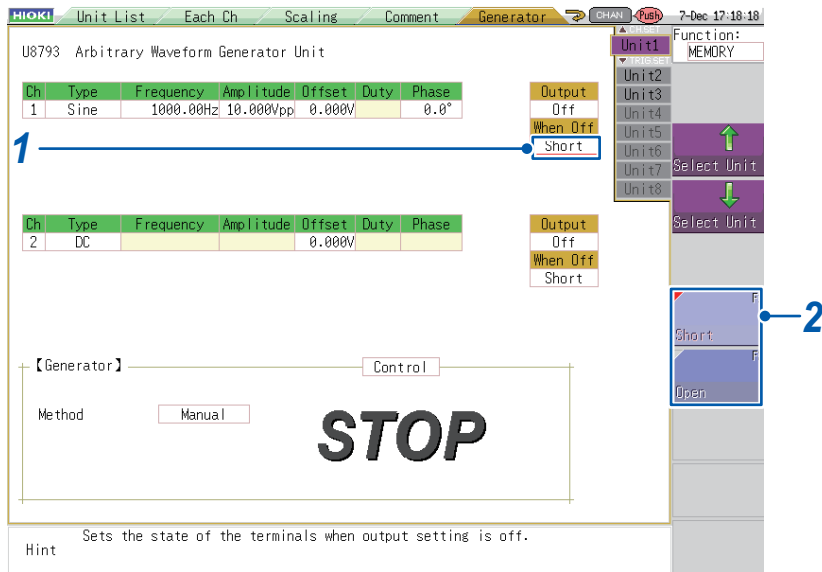 HIOKI Unit List Each Ch Scaling Comment Generator CHAN Push 7-Dec 17:18:18
▲CH.SET
Unit1
▼TRIG SET
Unit2
Unit3
Unit4
Unit5
Unit6
Unit7
Unit8
Function:
MEMORY
U8793 Arbitrary Waveform Generator Unit
Ch Type Frequency Amplitude Offset Duty Phase
1 Sine 1000.00Hz 10.000Vpp 0.000V 0.0°
Output
Off
When Off
Short
1
Select Unit
Select Unit
Ch Type Frequency Amplitude Offset Duty Phase
2 DC 0.000V
Output
Off
When Off
Short
F
Short
F
Open
2
【Generator】
Control
Method Manual
STOP
Hint Sets the state of the terminals when output setting is off.